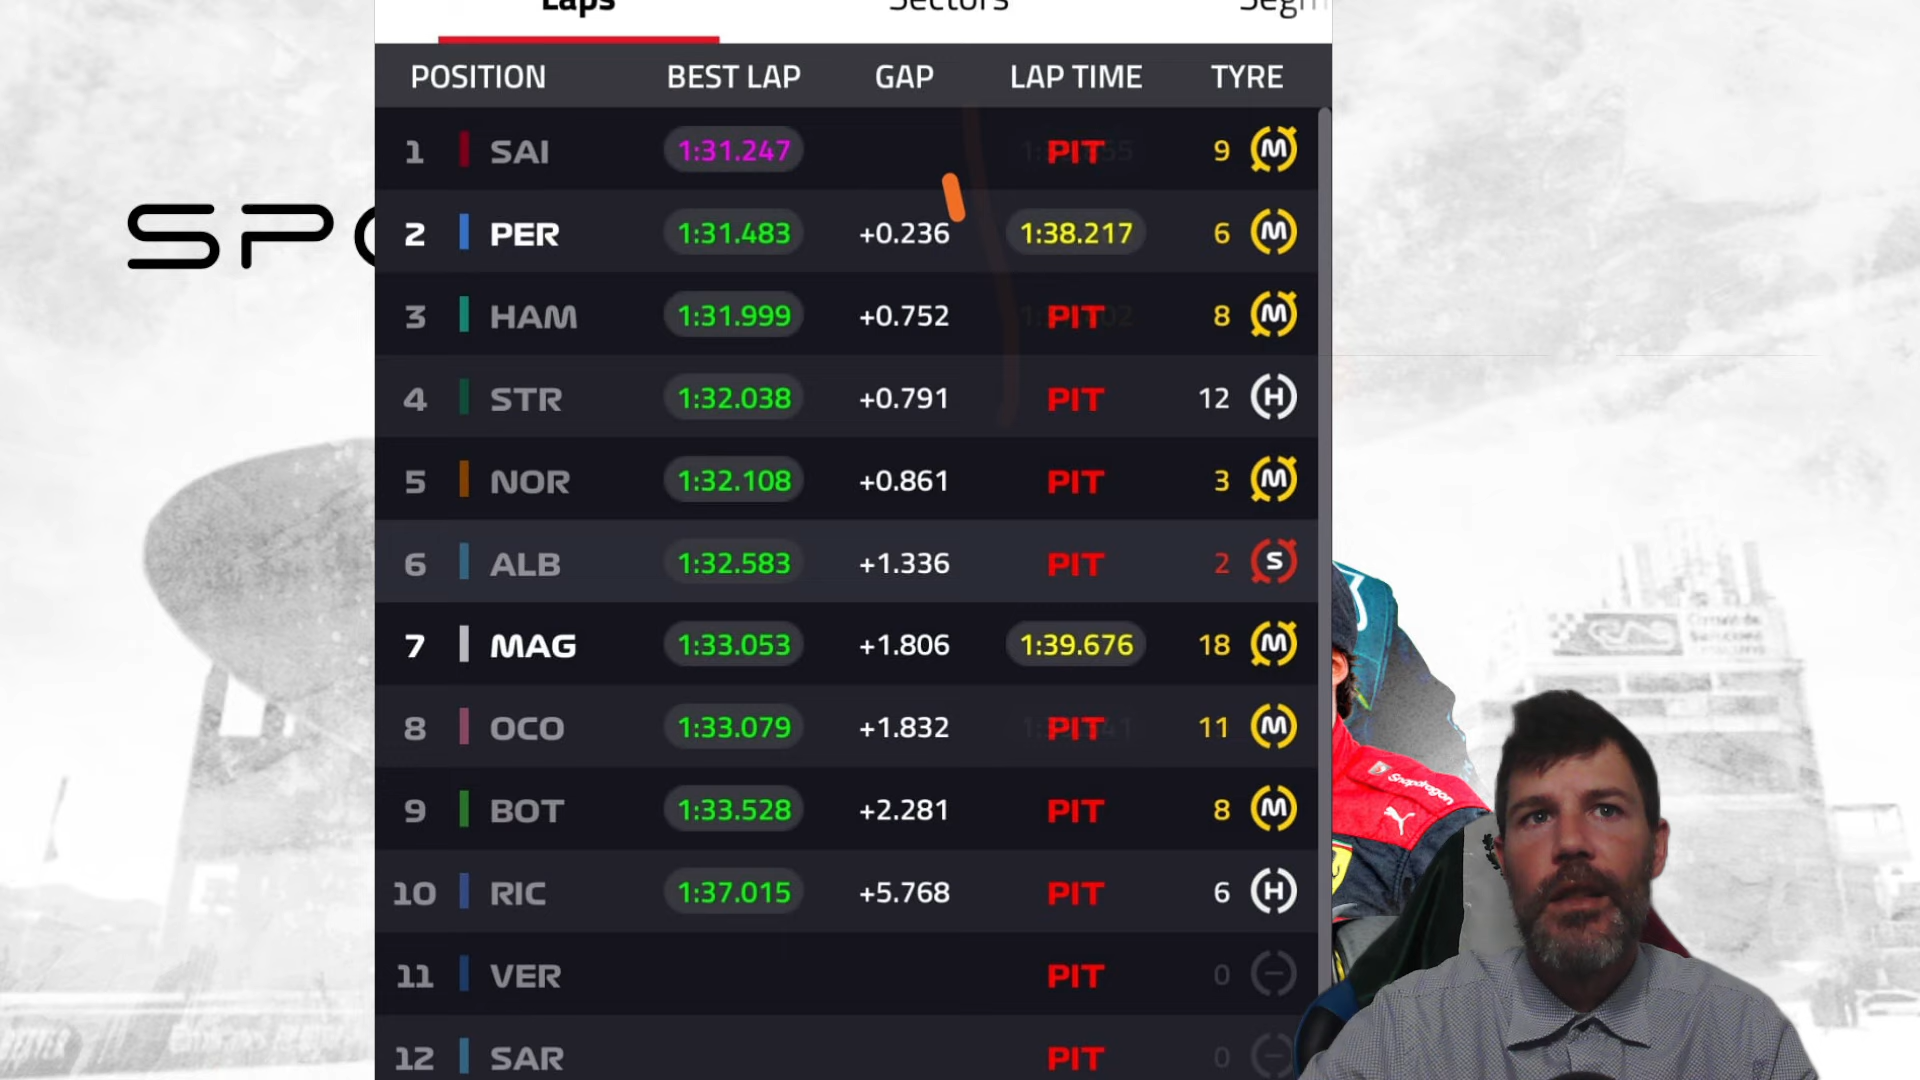 Laps Sectors
POSITION BEST LAP GAP LAP TIME TYRE
1 SAI 1:31.247 PIT 9 M
2 PER 1:31.483 +0.236 1:38.217 6 M
3 HAM 1:31.999 +0.752 PIT 8 M
4 STR 1:32.038 +0.791 PIT 12 H
5 NOR 1:32.108 +0.861 PIT 3 M
6 ALB 1:32.583 +1.336 PIT 2 S
7 MAG 1:33.053 +1.806 1:39.676 18 M
8 OCO 1:33.079 +1.832 PIT 11 M
9 BOT 1:33.528 +2.281 PIT 8 M
10 RIC 1:37.015 +5.768 PIT 6 H
11 VER PIT 0
12 SAR PIT 0
SP
Snapdragon